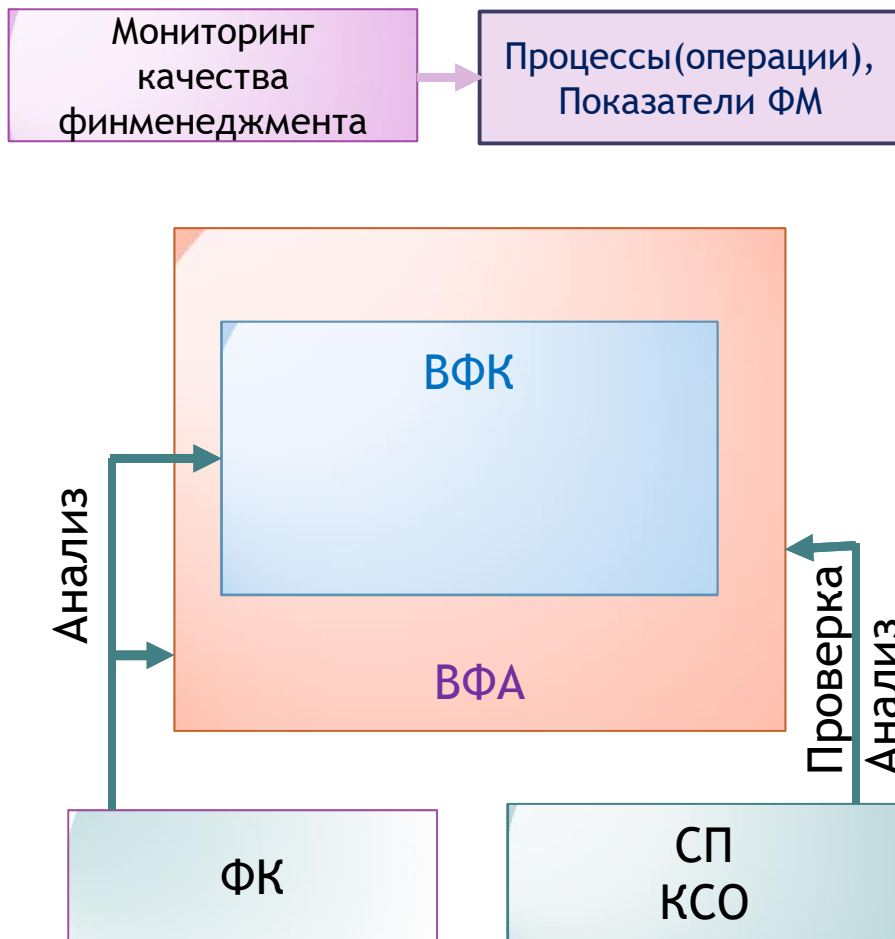 Мониторинг
качества
финменеджмента
Процессы(операции),
Показатели ФМ
ВФК
Анализ
ВФА
Проверка
Анализ
ФК
СП
КСО